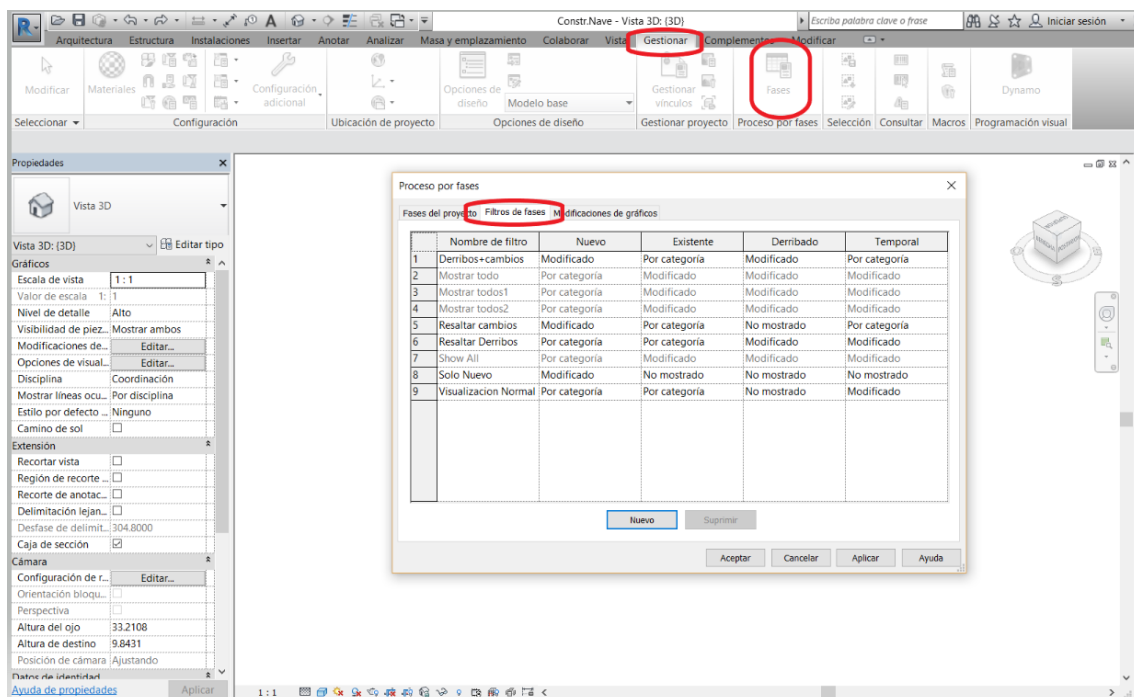 Constr.Nave - Vista 3D: {3D}
Escriba palabra clave o frase
Iniciar sesión
Arquitectura Estructura Instalaciones Insertar Anotar Analizar Masa y emplazamiento Colaborar Vista Gestionar Complementos Modificar
Modificar
Materiales
Configuración adicional
Opciones de diseño
Modelo base
Gestionar vínculos
Fases
Dynamo
Seleccionar Configuración Ubicación de proyecto Opciones de diseño Gestionar proyecto Proceso por fases Selección Consultar Macros Programación visual
Propiedades
Vista 3D
Vista 3D: {3D} Editar tipo
Gráficos
Escala de vista 1 : 1
Valor de escala 1: 1
Nivel de detalle Alto
Visibilidad de piez... Mostrar ambos
Modificaciones de... Editar...
Opciones de visual... Editar...
Disciplina Coordinación
Mostrar líneas ocu... Por disciplina
Estilo por defecto ... Ninguno
Camino de sol
Extensión
Recortar vista
Región de recorte ...
Recorte de anotac...
Delimitación lejan...
Desfase de delimit... 304.8000
Caja de sección
Cámara
Configuración de r... Editar...
Orientación bloqu...
Perspectiva
Altura del ojo 33.2108
Altura de destino 9.8431
Posición de cámara Ajustando
Datos de identidad
Ayuda de propiedades Aplicar
Proceso por fases
Fases del proyecto Filtros de fases Modificaciones de gráficos
Nombre de filtro Nuevo Existente Derribado Temporal
1 Derribos+cambios Modificado Por categoría Modificado Por categoría
2 Mostrar todo Por categoría Modificado Modificado Modificado
3 Mostrar todos1 Por categoría Modificado Modificado Modificado
4 Mostrar todos2 Por categoría Modificado Modificado Modificado
5 Resaltar cambios Modificado Por categoría No mostrado Por categoría
6 Resaltar Derribos Por categoría Por categoría Modificado Modificado
7 Show All Por categoría Modificado Modificado Modificado
8 Solo Nuevo Modificado No mostrado No mostrado No mostrado
9 Visualizacion Normal Por categoría Por categoría No mostrado Modificado
Nuevo Suprimir
Aceptar Cancelar Aplicar Ayuda
1 : 1